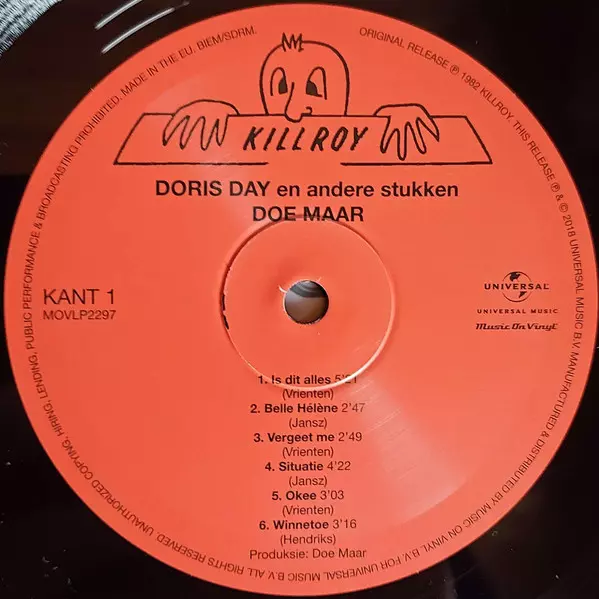 KILLROY
DORIS DAY en andere stukken
DOE MAAR
KANT 1
MOVLP2297
UNIVERSAL
UNIVERSAL MUSIC
Music On Vinyl
1. Is dit alles 5'21
(Vrienten)
2. Belle Hélène 2'47
(Jansz)
3. Vergeet me 2'49
(Vrienten)
4. Situatie 4'22
(Jansz)
5. Okee 3'03
(Vrienten)
6. Winnetoe 3'16
(Hendriks)
Produksie: Doe Maar
ORIGINAL RELEASE ℗ 1982 KILLROY. THIS RELEASE ℗ & © 2018 UNIVERSAL MUSIC B.V. MANUFACTURED & DISTRIBUTED BY MUSIC ON VINYL B.V. FOR UNIVERSAL MUSIC B.V. ALL RIGHTS RESERVED. UNAUTHORIZED COPYING, HIRING, LENDING, PUBLIC PERFORMANCE & BROADCASTING PROHIBITED. MADE IN THE EU. BIEM/SDRM.